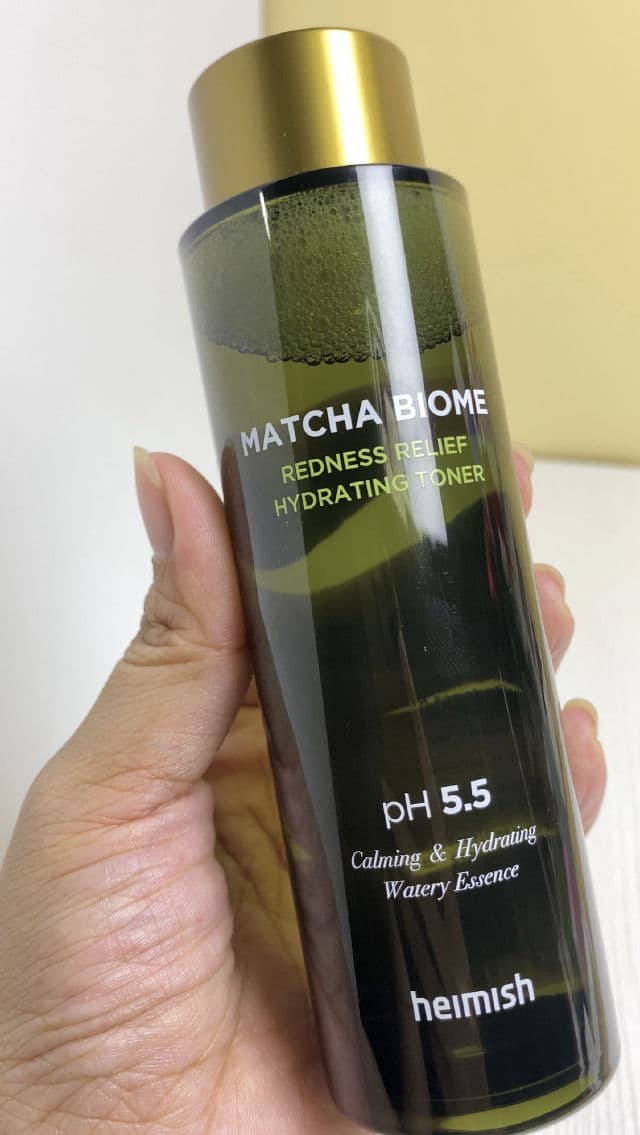 MATCHA BIOME
REDNESS RELIEF
HYDRATING TONER
pH 5.5
Calming & Hydrating
Watery Essence
heimish